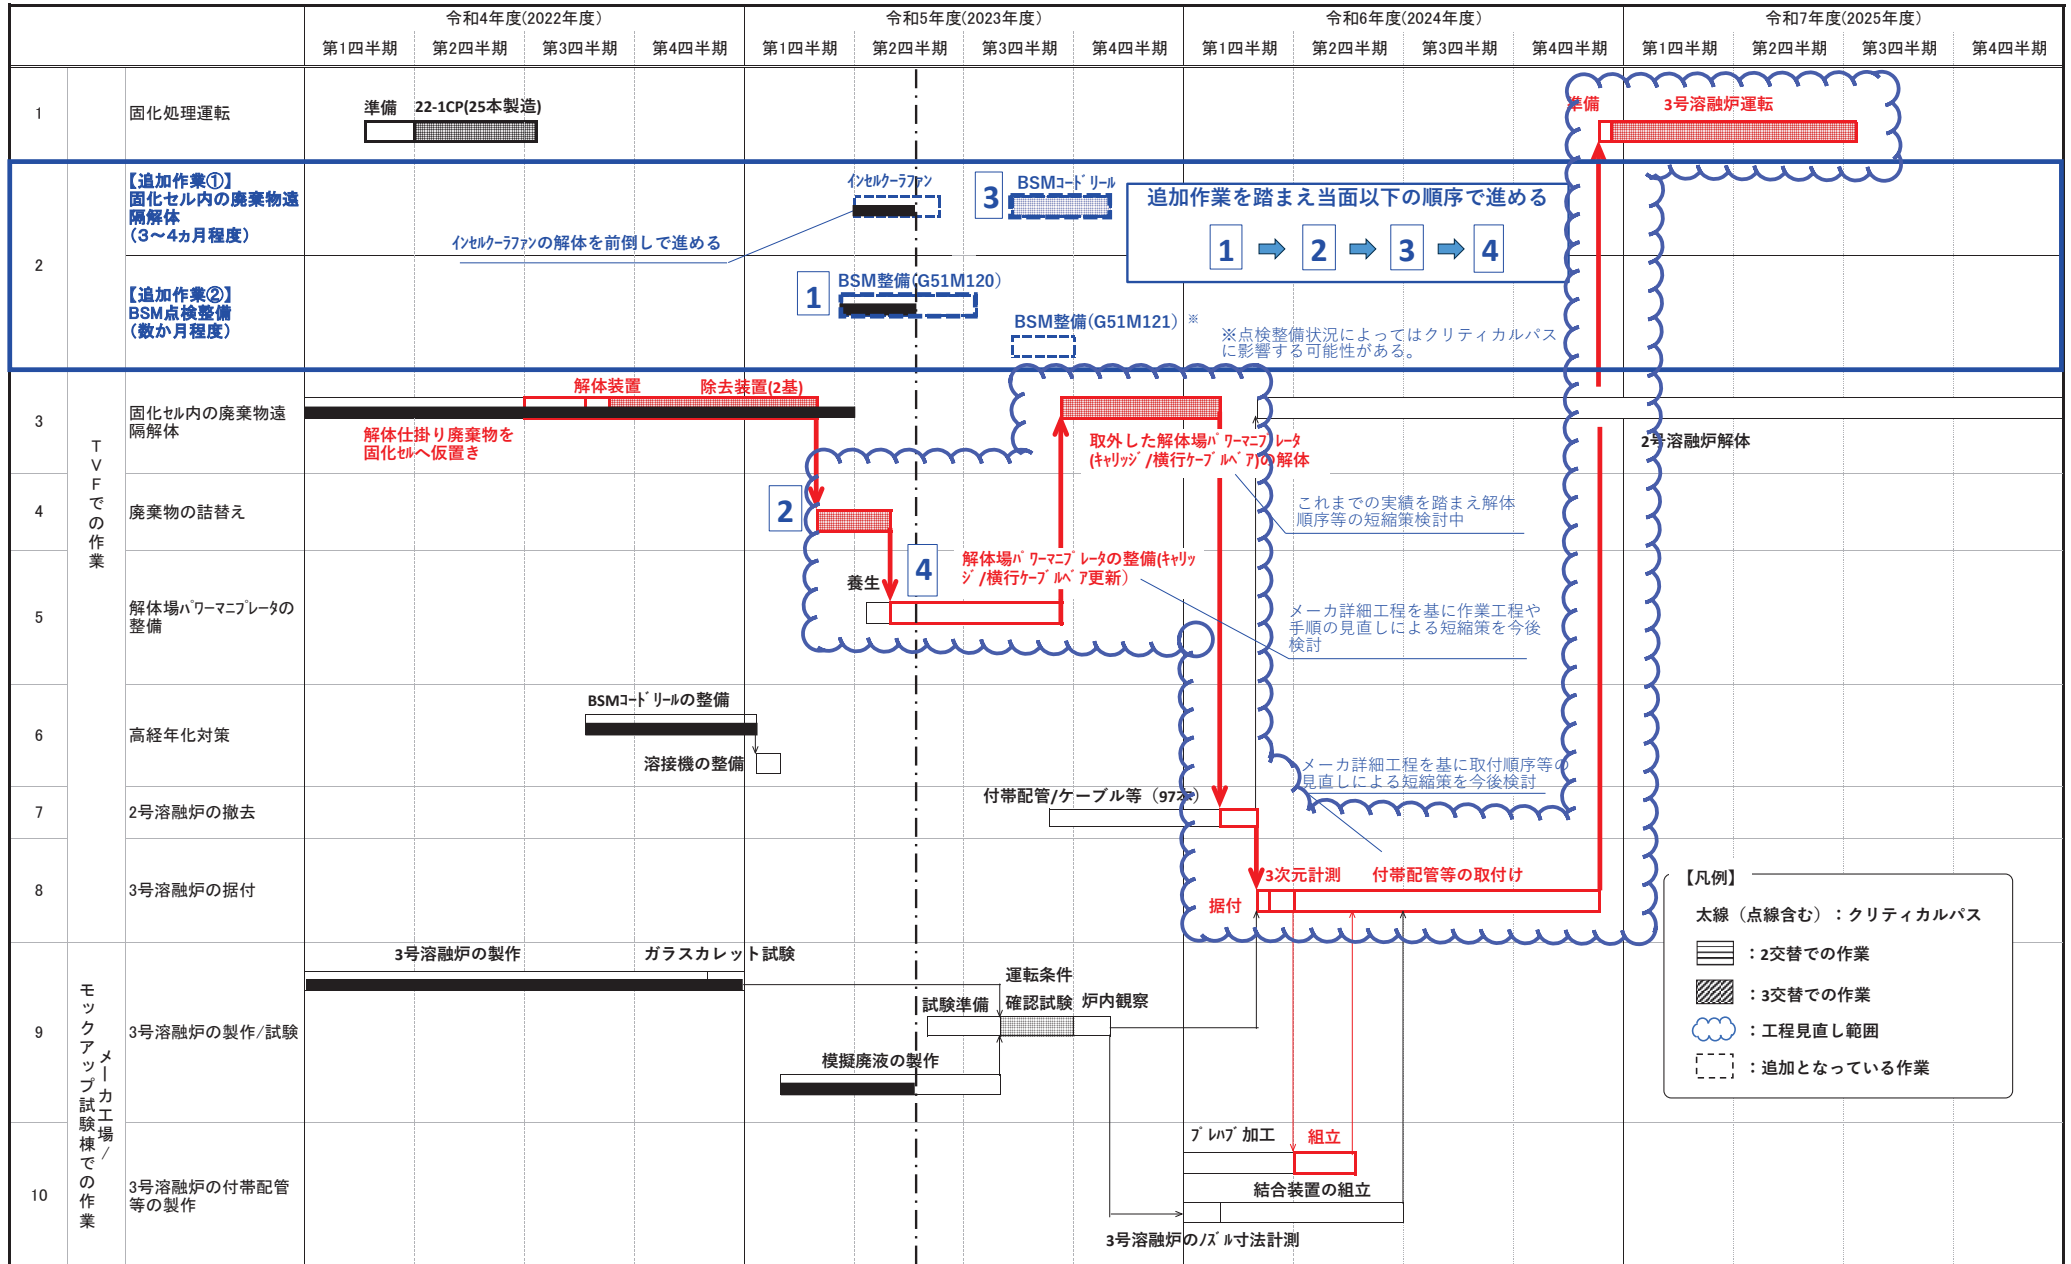 令和4年度(2022年度)
令和5年度(2023年度)
令和6年度(2024年度)
令和7年度(2025年度)
第1四半期
第2四半期
第3四半期
第4四半期
第1四半期
第2四半期
第3四半期
第4四半期
第1四半期
第2四半期
第3四半期
第4四半期
第1四半期
第2四半期
第3四半期
第4四半期
1
固化処理運転
準備
22-1CP(25本製造)
準備
3号溶融炉運転
2
【追加作業①】
固化セル内の廃棄物遠
隔解体
（3～4ヵ月程度）
インセルクーラファン
3
BSMコードリール
インセルクーラファンの解体を前倒しで進める
追加作業を踏まえ当面以下の順序で進める
1
2
3
4
【追加作業②】
BSM点検整備
（数か月程度）
1
BSM整備(G51M120)
BSM整備(G51M121) ※
※点検整備状況によってはクリティカルパス
に影響する可能性がある。
TVFでの作業
3
固化セル内の廃棄物遠
隔解体
解体装置
除去装置(2基)
解体仕掛り廃棄物を
固化セルへ仮置き
取外した解体場パワーマニプレータ
(キャリッジ/横行ケーブルベア)の解体
2号溶融炉解体
4
廃棄物の詰替え
2
これまでの実績を踏まえ解体
順序等の短縮策検討中
5
解体場パワーマニプレータの
整備
養生
4
解体場パワーマニプレータの整備(キャリッ
ジ/横行ケーブルベア更新)
メーカ詳細工程を基に作業工程や
手順の見直しによる短縮策を今後
検討
6
高経年化対策
BSMコードリールの整備
溶接機の整備
メーカ詳細工程を基に取付順序等の
見直しによる短縮策を今後検討
7
2号溶融炉の撤去
付帯配管/ケーブル等（97本）
8
3号溶融炉の据付
据付
3次元計測
付帯配管等の取付け
メーカ工場/
モックアップ試験棟での作業
9
3号溶融炉の製作/試験
3号溶融炉の製作
ガラスカレット試験
試験準備
運転条件
確認試験
炉内観察
模擬廃液の製作
10
3号溶融炉の付帯配管
等の製作
プレハブ加工
組立
結合装置の組立
3号溶融炉のノズル寸法計測
【凡例】
太線（点線含む）：クリティカルパス
：2交替での作業
：3交替での作業
：工程見直し範囲
：追加となっている作業